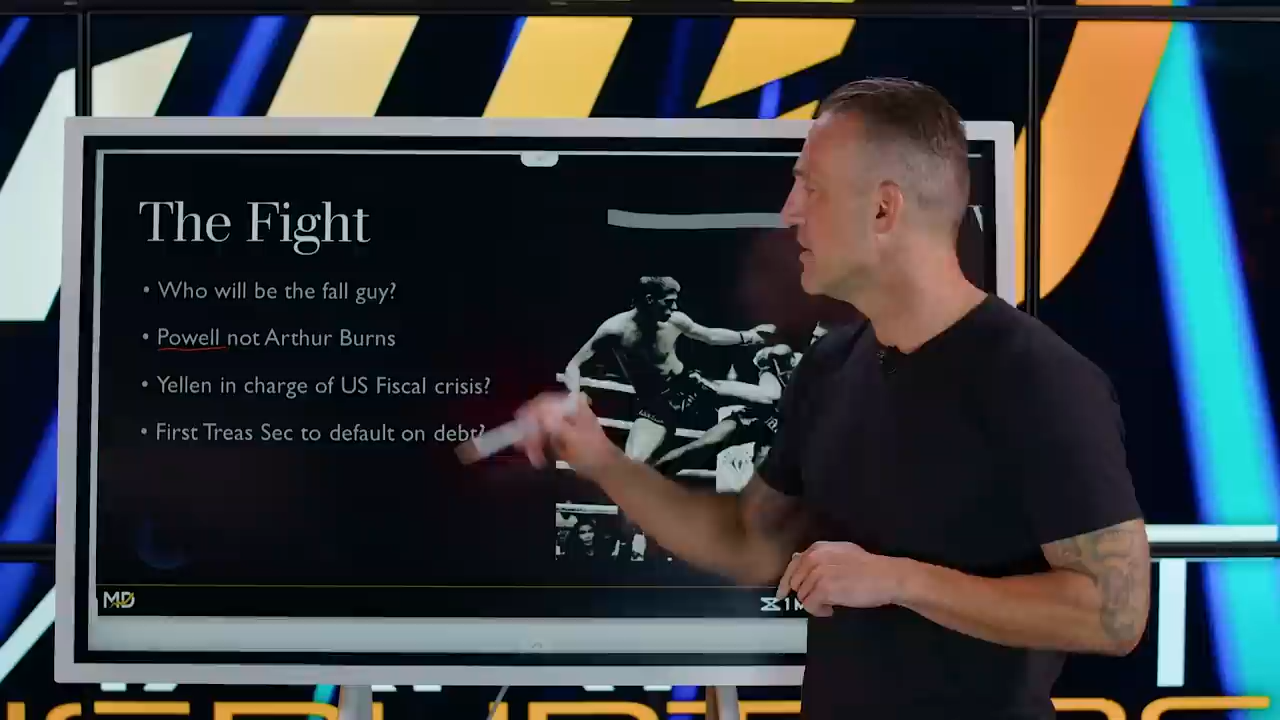 The Fight
• Who will be the fall guy?
• Powell not Arthur Burns
• Yellen in charge of US Fiscal crisis?
• First Treas Sec to default on debt?
MD